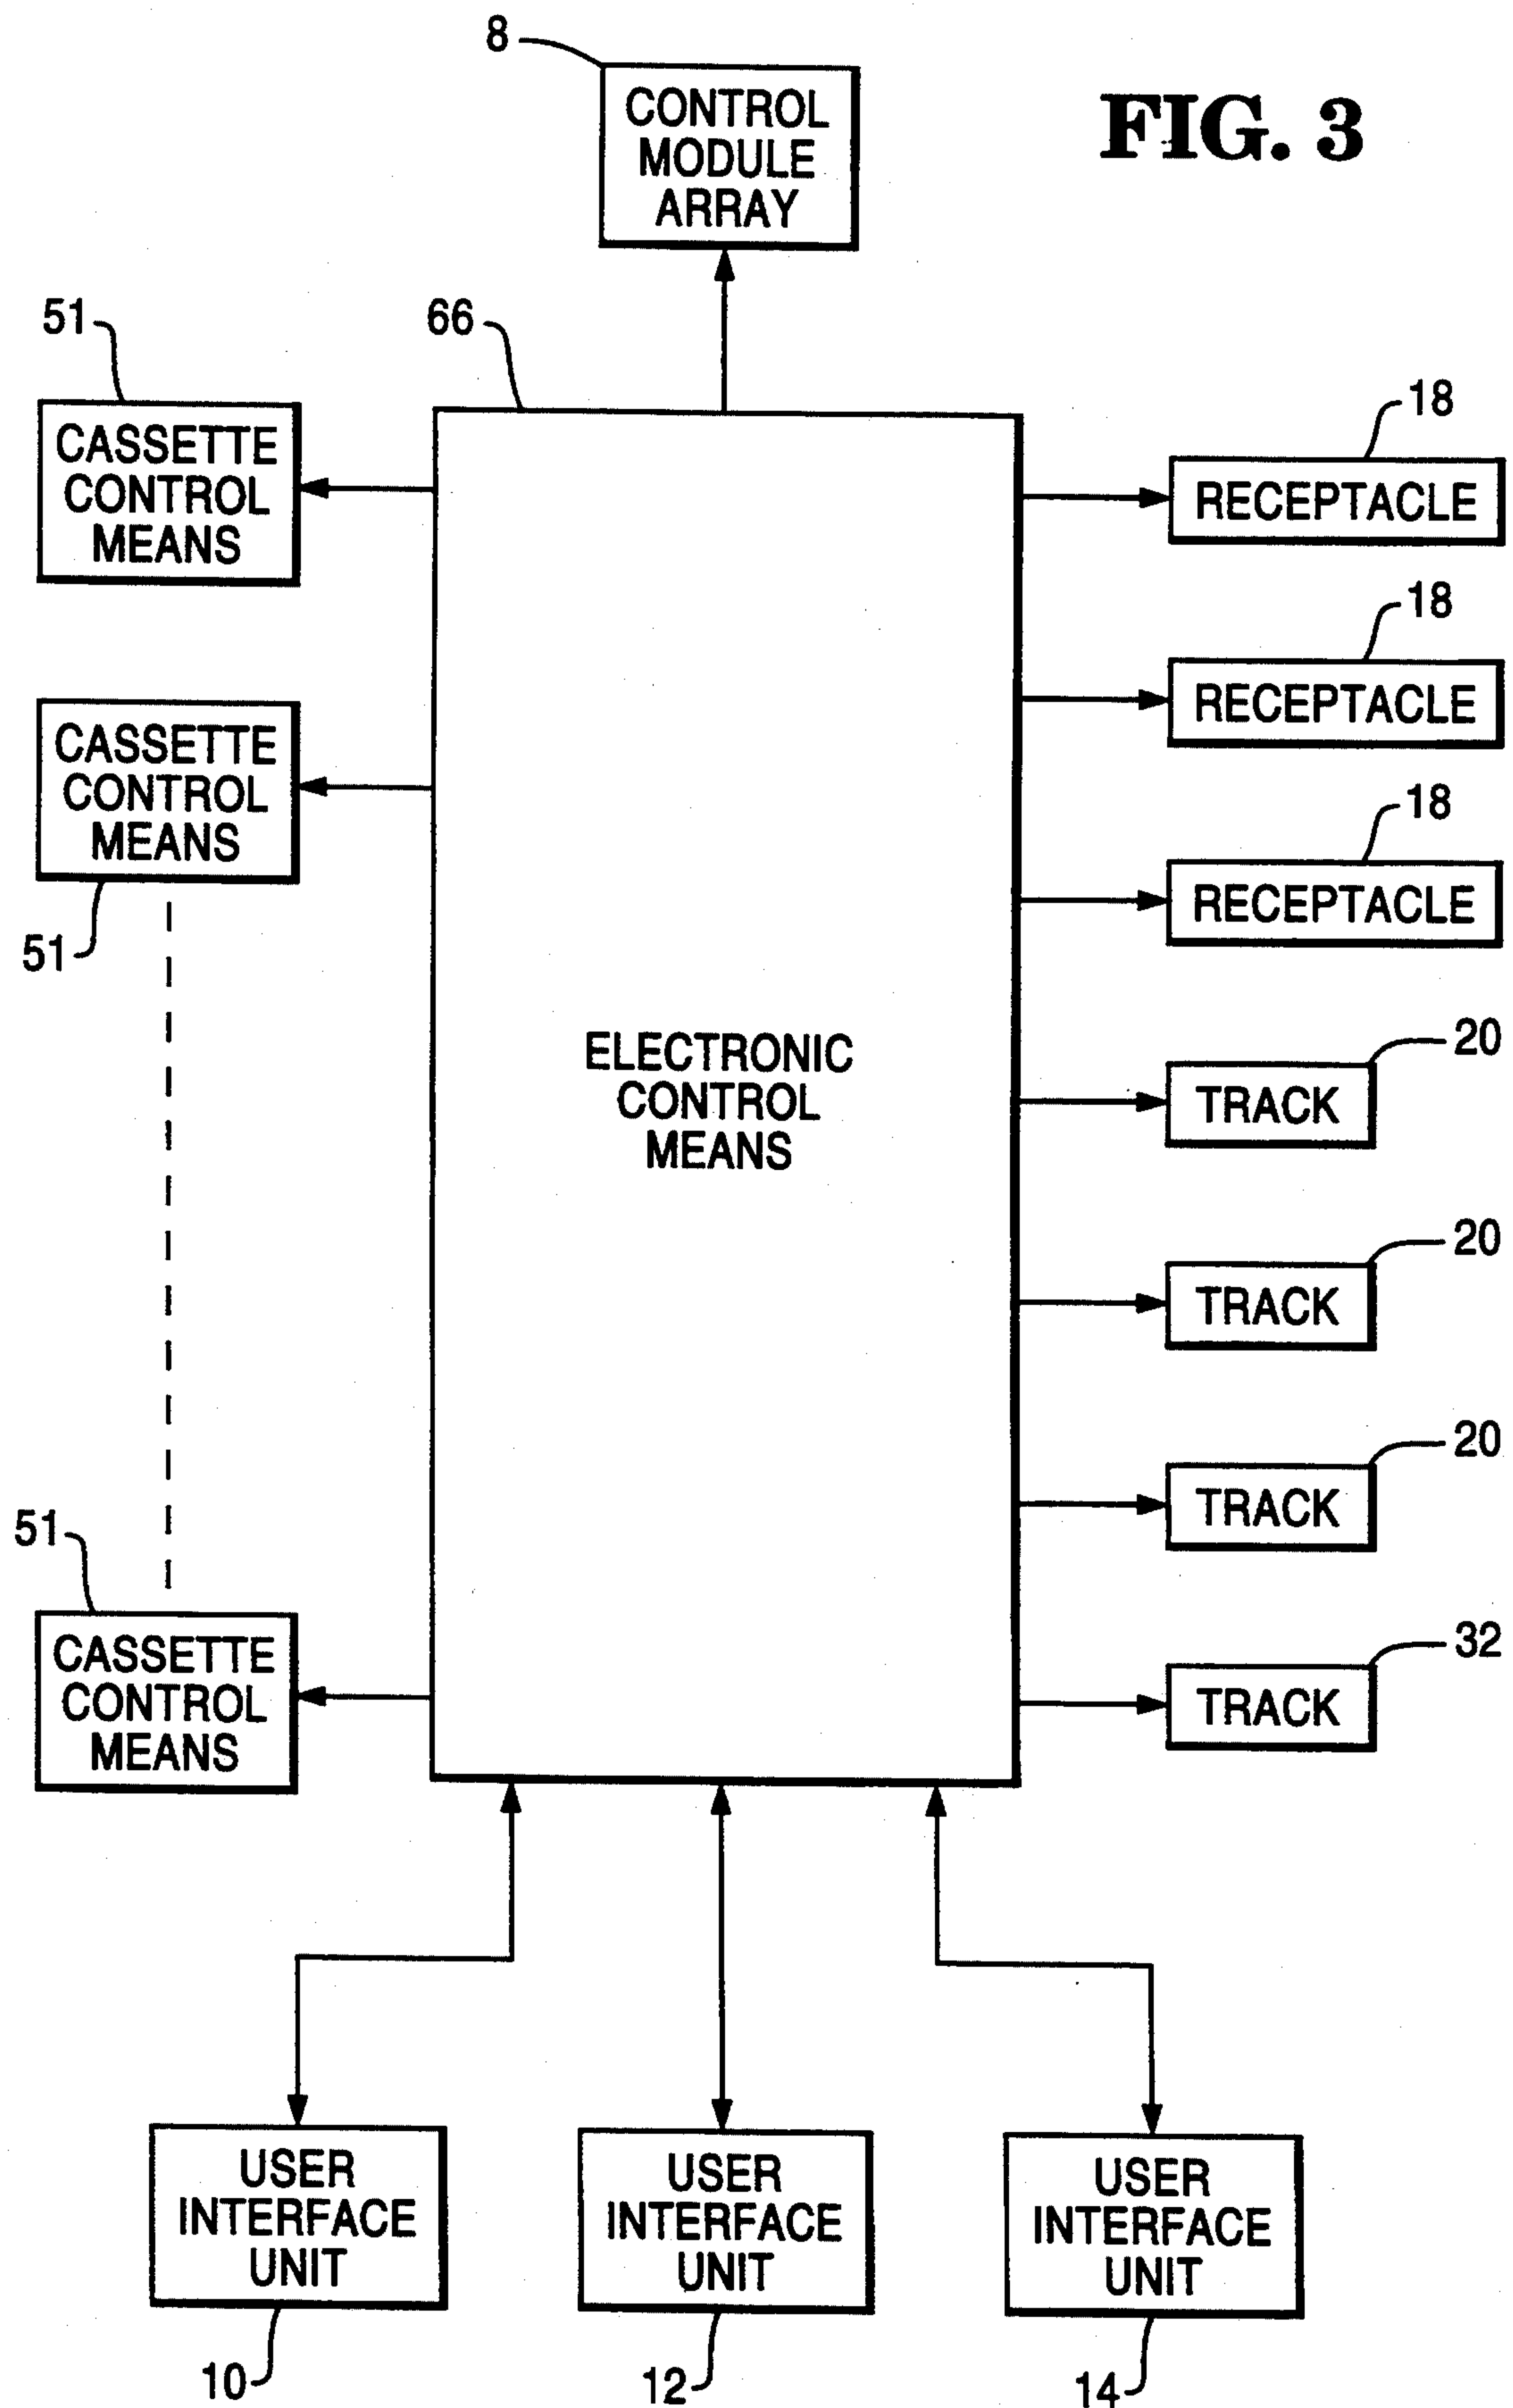 8
CONTROL
MODULE
ARRAY
FIG. 3
51
66
CASSETTE
CONTROL
MEANS
18
RECEPTACLE
18
RECEPTACLE
CASSETTE
CONTROL
MEANS
51
18
RECEPTACLE
ELECTRONIC
CONTROL
MEANS
20
TRACK
20
TRACK
20
TRACK
51
CASSETTE
CONTROL
MEANS
32
TRACK
USER
INTERFACE
UNIT
10
USER
INTERFACE
UNIT
12
USER
INTERFACE
UNIT
14